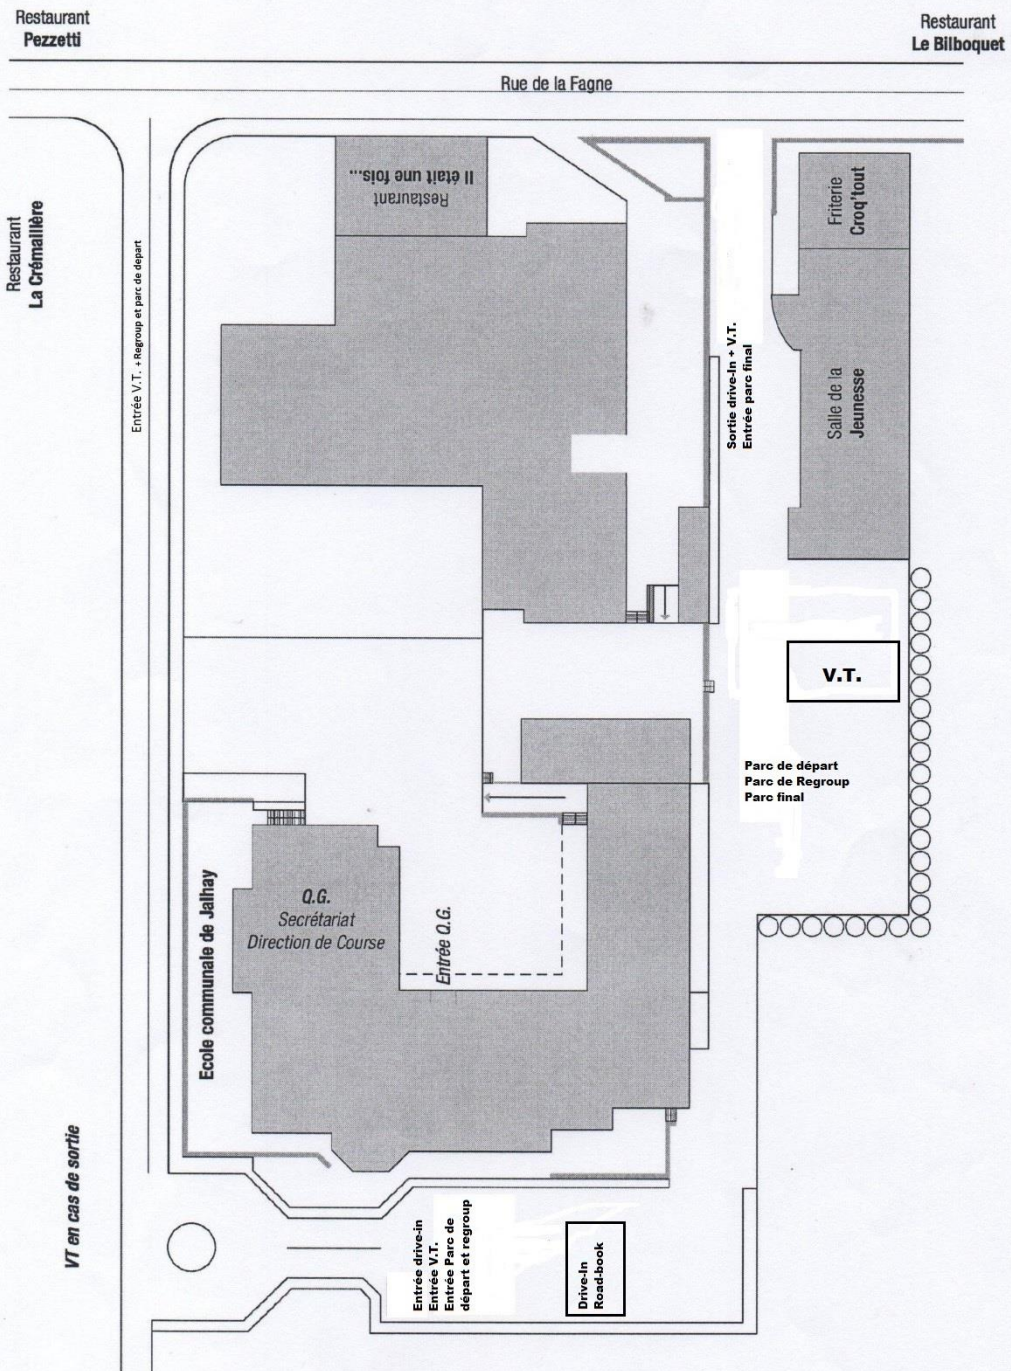 Restaurant
Pezzetti
Restaurant
Le Bilboquet
Rue de la Fagne
Restaurant
La Crémaillère
Entrée V.T. + Regroup et parc de depart
Restaurant
Il était une fois...
Friterie
Croq'tout
Salle de la
Jeunesse
Sortie drive-In + V.T.
Entrée parc final
V.T.
Parc de départ
Parc de Regroup
Parc final
Ecole communale de Jalhay
Q.G.
Secrétariat
Direction de Course
Entrée Q.G.
VT en cas de sortie
Entrée drive-in
Entrée V.T.
Entrée Parc de
départ et regroup
Drive-In
Road-book